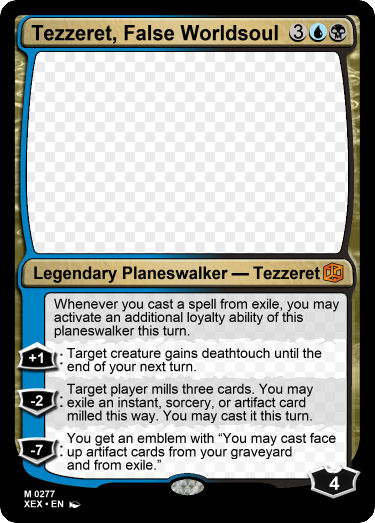 Tezzeret, False Worldsoul 3
Legendary Planeswalker — Tezzeret
Whenever you cast a spell from exile, you may
activate an additional loyalty ability of this
planeswalker this turn.
+1 : Target creature gains deathtouch until the
end of your next turn.
Target player mills three cards. You may
-2 : exile an instant, sorcery, or artifact card
milled this way. You may cast it this turn.
You get an emblem with “You may cast face
-7 : up artifact cards from your graveyard
and from exile.”
4
M 0277
XEX • EN